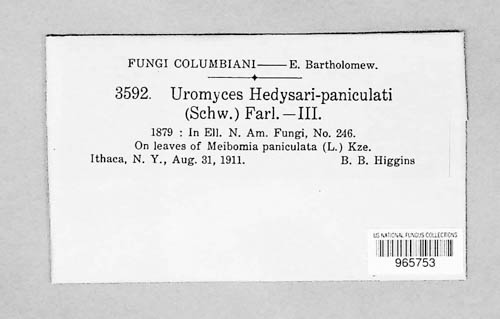 FUNGI COLUMBIANI—E. Bartholomew.
3592. Uromyces Hedysari-paniculati
(Schw.) Farl. —III.
1879 : In Ell. N. Am. Fungi, No. 246.
On leaves of Meibomia paniculata (L.) Kze.
Ithaca, N. Y., Aug. 31, 1911. B. B. Higgins
US NATIONAL FUNGUS COLLECTIONS
965753